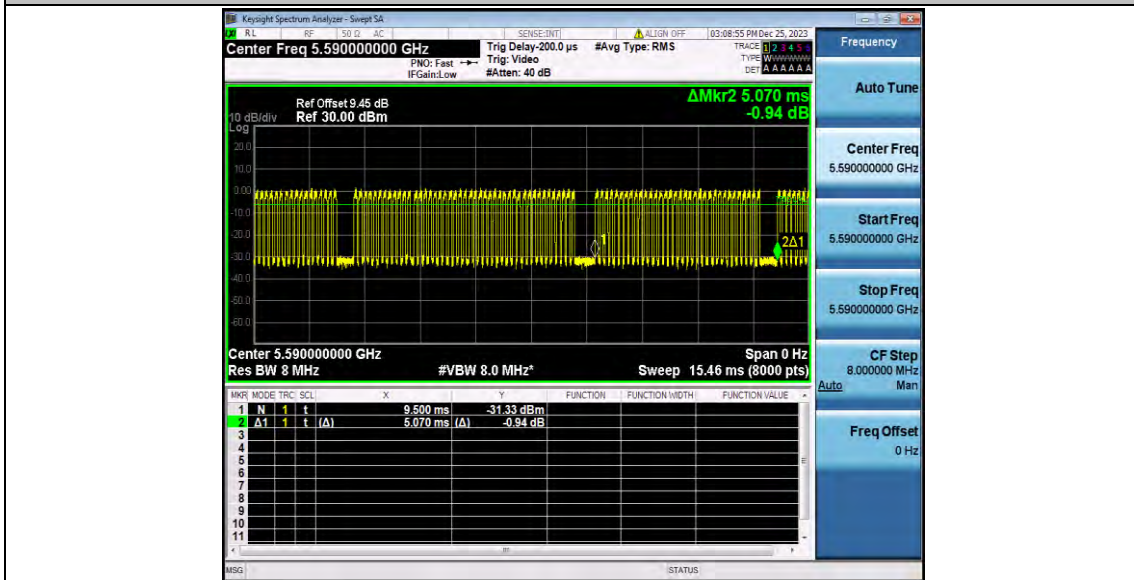 Keysight Spectrum Analyzer - Swept SA
RL RF 50 Ω AC SENSE:INT ALIGN OFF 03:08:55 PM Dec 25, 2023
Center Freq 5.590000000 GHz Trig Delay-200.0 µs #Avg Type: RMS TRACE 1 2 3 4 5 6
PNO: Fast Trig: Video TYPE WWWWWW
IFGain:Low #Atten: 40 dB DET A A A A A A
Frequency
Auto Tune
Center Freq
5.590000000 GHz
Start Freq
5.590000000 GHz
Stop Freq
5.590000000 GHz
CF Step
8.000000 MHz
Auto Man
Freq Offset
0 Hz
ΔMkr2 5.070 ms
-0.94 dB
Ref Offset 9.45 dB
10 dB/div Ref 30.00 dBm
Log
20.0
10.0
0.00
-10.0
-20.0
-30.0
-40.0
-50.0
-60.0
1
2Δ1
Center 5.590000000 GHz Span 0 Hz
Res BW 8 MHz #VBW 8.0 MHz* Sweep 15.46 ms (8000 pts)
MKR MODE TRC SCL X Y FUNCTION FUNCTION WIDTH FUNCTION VALUE
1 N 1 t 9.500 ms -31.33 dBm
2 Δ1 1 t (Δ) 5.070 ms (Δ) -0.94 dB
3
4
5
6
7
8
9
10
11
MSG STATUS